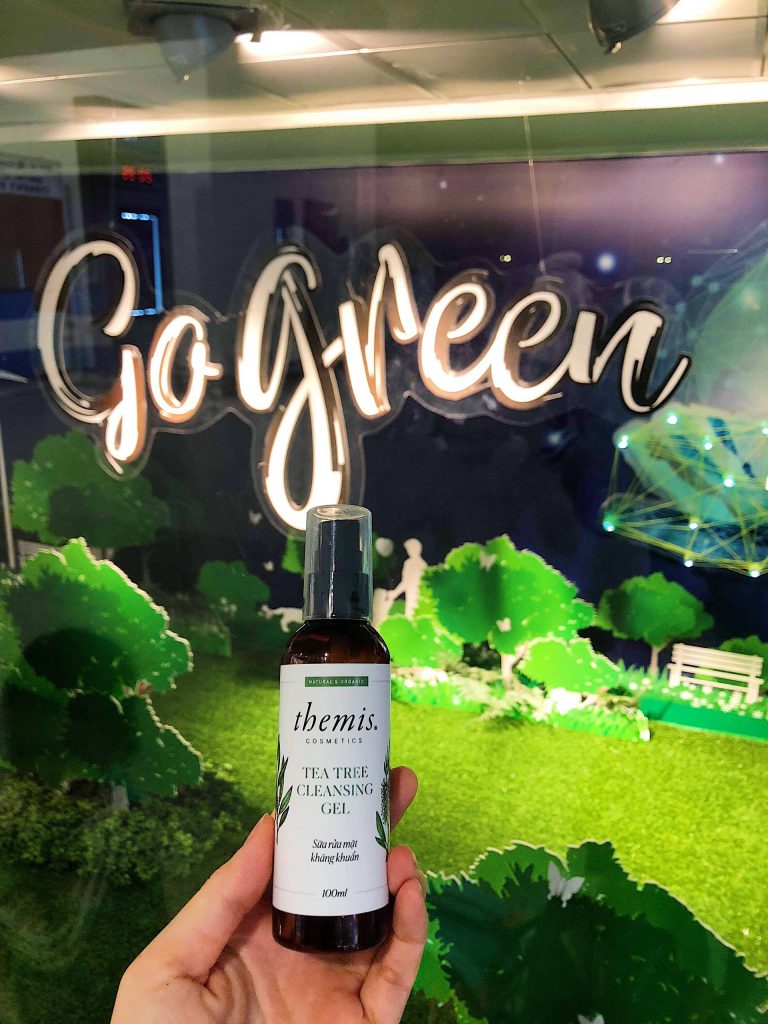 Go green
NATURAL & ORGANIC
themis.
COSMETICS
TEA TREE
CLEANSING
GEL
Sữa rửa mặt
kháng khuẩn
100ml